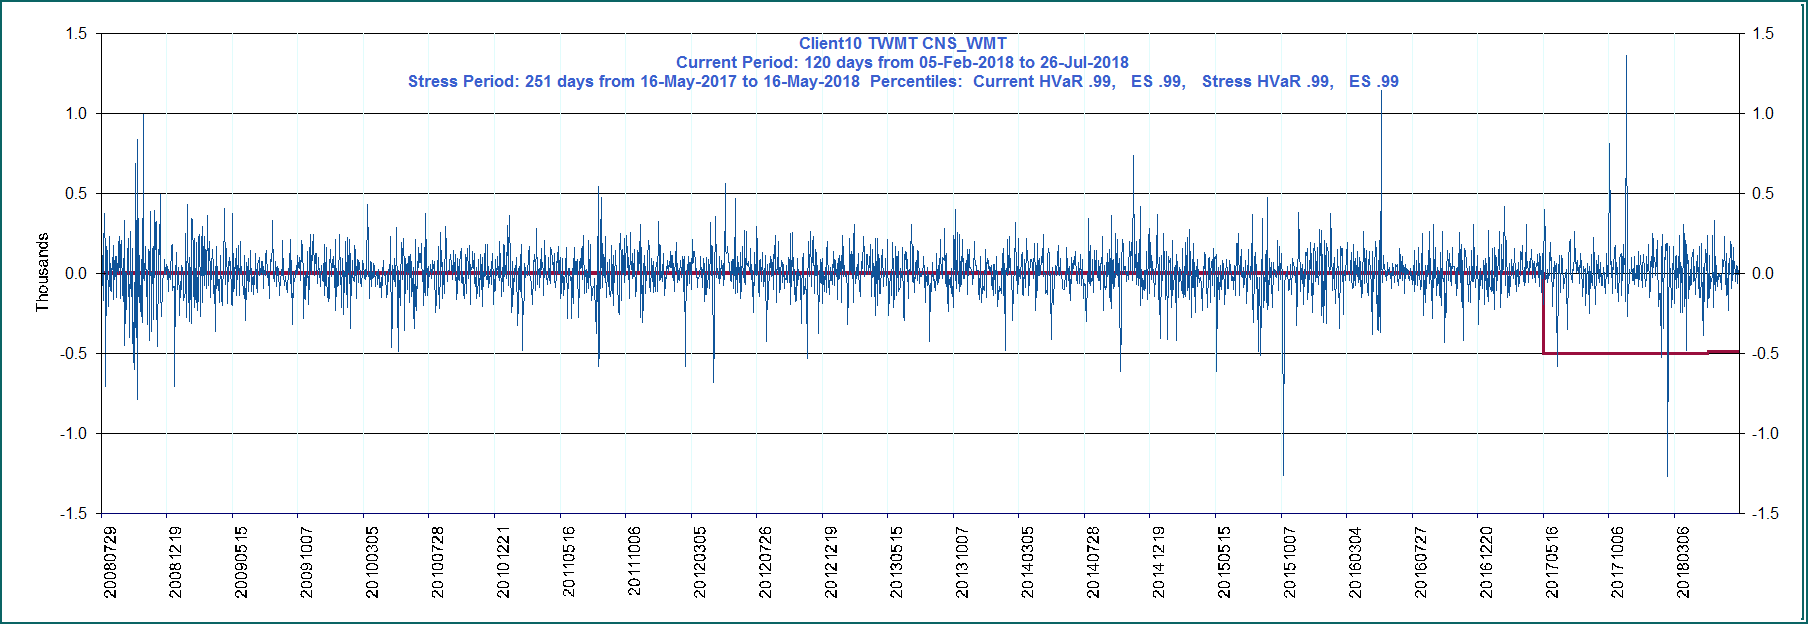 Client10 TWMT CNS_WMT
Current Period: 120 days from 05-Feb-2018 to 26-Jul-2018
Stress Period: 251 days from 16-May-2017 to 16-May-2018  Percentiles:  Current HVaR .99,   ES .99,   Stress HVaR .99,   ES .99
Thousands
1.5 1.5
1.0 1.0
0.5 0.5
0.0 0.0
-0.5 -0.5
-1.0 -1.0
-1.5 -1.5
20080729 20081219 20090515 20091007 20100305 20100728 20101221 20110516 20111006 20120305 20120726 20121219 20130515 20131007 20140305 20140728 20141219 20150515 20151007 20160304 20160727 20161220 20170516 20171006 20180306